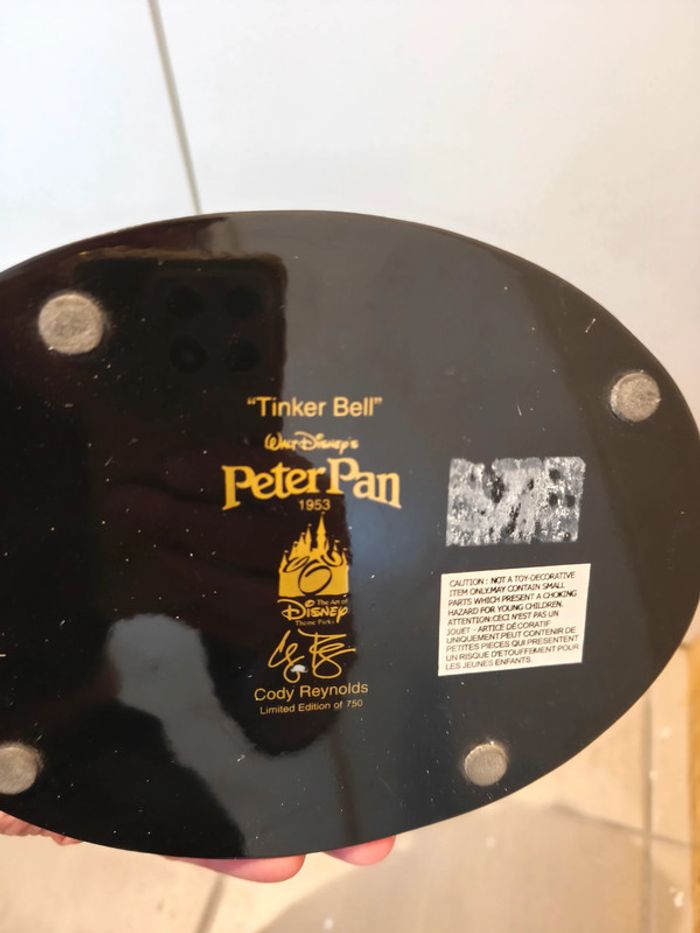 "Tinker Bell"
Walt Disney's
Peter Pan
1953
The Art of
Disney
Theme Parks
Cody Reynolds
Limited Edition of 750
CAUTION : NOT A TOY-DECORATIVE
ITEM ONLY.MAY CONTAIN SMALL
PARTS WHICH PRESENT A CHOKING
HAZARD FOR YOUNG CHILDREN.
ATTENTION:CECI N'EST PAS UN
JOUET - ARTICE DÉCORATIF
UNIQUEMENT.PEUT CONTENIR DE
PETITES PIECES QUI PRESENTENT
UN RISQUE D'ETOUFFEMENT POUR
LES JEUNES ENFANTS.